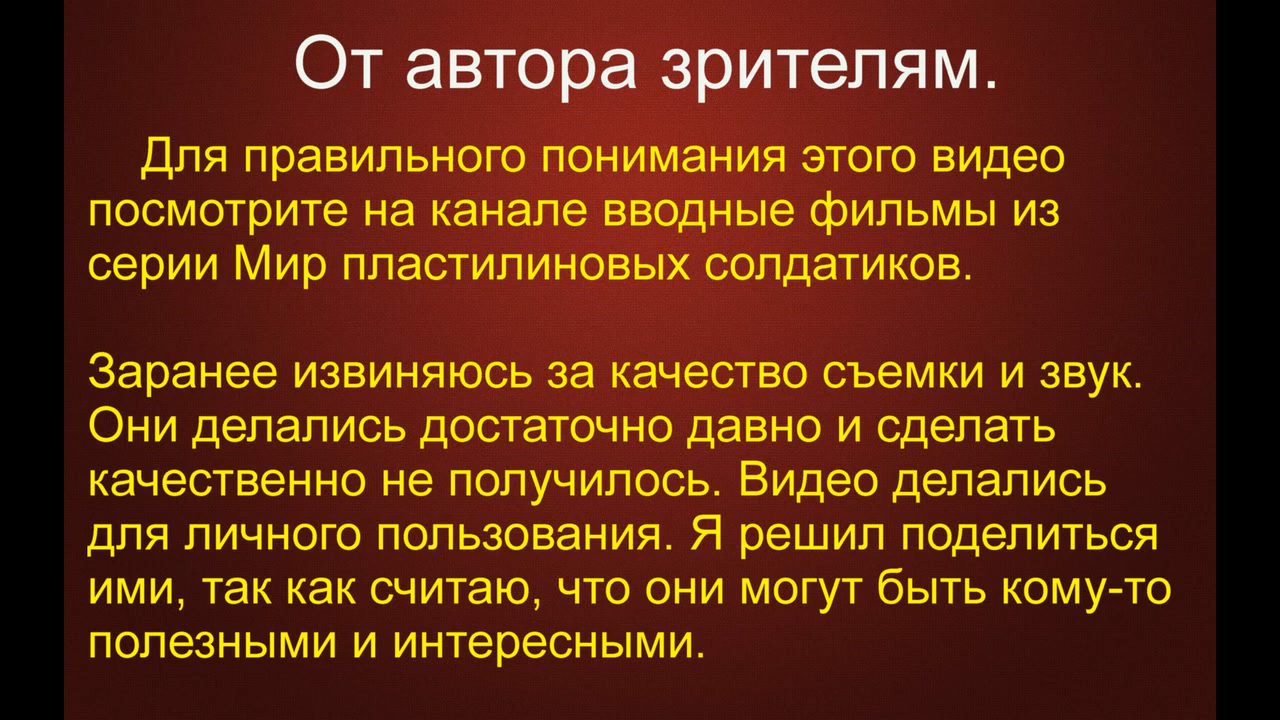 От автора зрителям.
Для правильного понимания этого видео
посмотрите на канале вводные фильмы из
серии Мир пластилиновых солдатиков.
Заранее извиняюсь за качество съемки и звук.
Они делались достаточно давно и сделать
качественно не получилось. Видео делались
для личного пользования. Я решил поделиться
ими, так как считаю, что они могут быть кому-то
полезными и интересными.